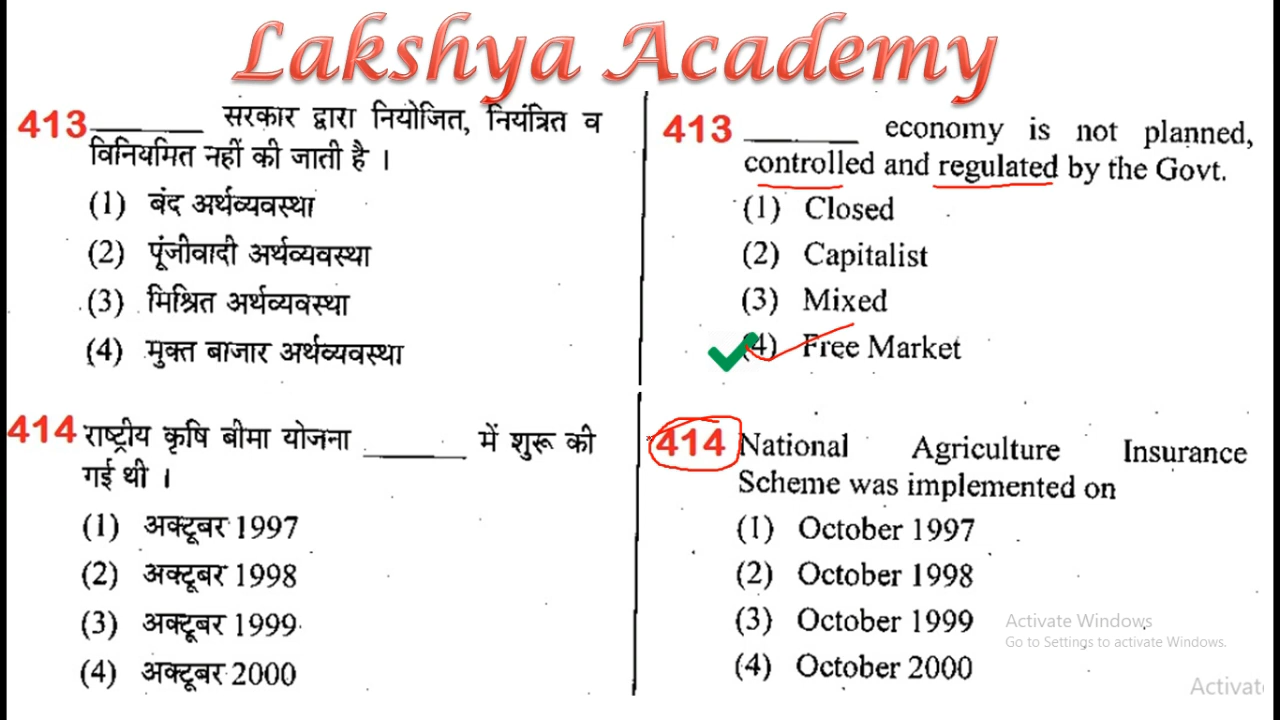 Lakshya Academy
413 ______ सरकार द्वारा नियोजित, नियंत्रित व
विनियमित नहीं की जाती है ।
(1) बंद अर्थव्यवस्था
(2) पूंजीवादी अर्थव्यवस्था
(3) मिश्रित अर्थव्यवस्था
(4) मुक्त बाजार अर्थव्यवस्था
414 राष्ट्रीय कृषि बीमा योजना ______ में शुरू की
गई थी ।
(1) अक्टूबर 1997
(2) अक्टूबर 1998
(3) अक्टूबर 1999
(4) अक्टूबर 2000
413 ______ economy is not planned,
controlled and regulated by the Govt.
(1) Closed
(2) Capitalist
(3) Mixed
(4) Free Market
414 National Agriculture Insurance
Scheme was implemented on
(1) October 1997
(2) October 1998
(3) October 1999
(4) October 2000
Activate Windows
Go to Settings to activate Windows.